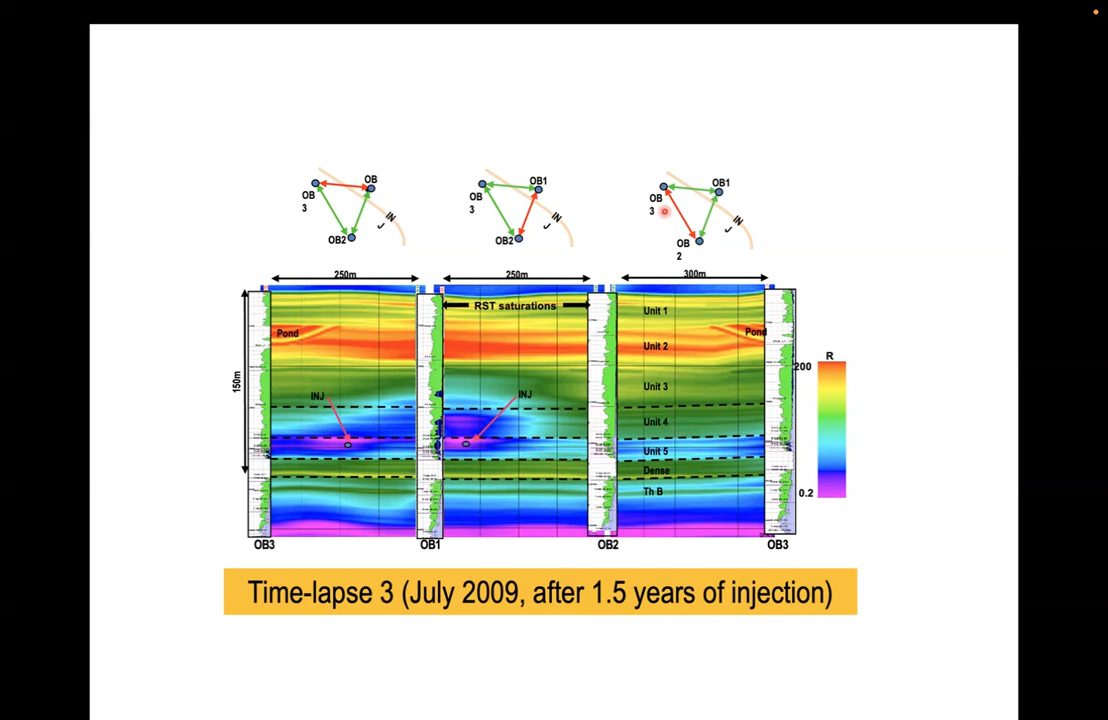 OB
OB
3
IN
J
OB2
OB1
OB
3
IN
J
OB2
OB1
OB
3
IN
J
OB
2
250m
250m
300m
RST saturations
Unit 1
Pond
Pond
Unit 2
R
200
150m
Unit 3
INJ
INJ
Unit 4
Unit 5
Dense
0.2
Th B
OB3
OB1
OB2
OB3
Time-lapse 3 (July 2009, after 1.5 years of injection)